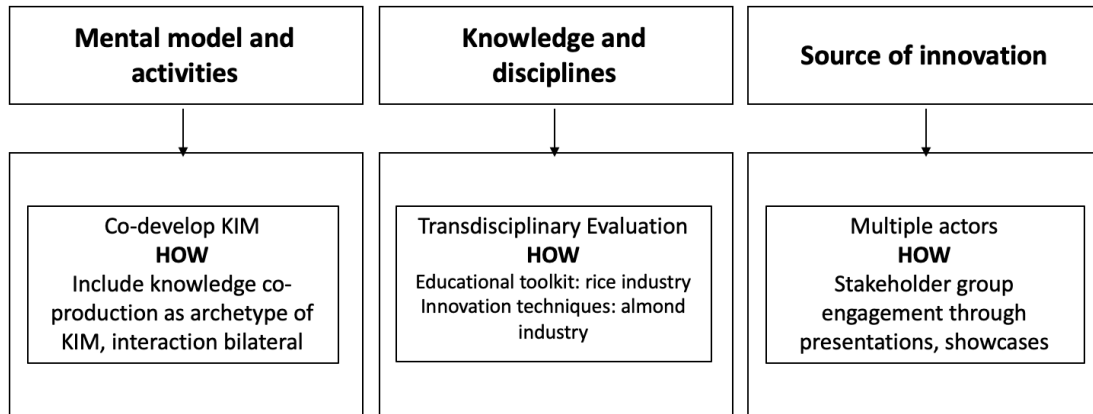 Mental model and
activities
Knowledge and
disciplines
Source of innovation
Co-develop KIM
HOW
Include knowledge co-
production as archetype of
KIM, interaction bilateral
Transdisciplinary Evaluation
HOW
Educational toolkit: rice industry
Innovation techniques: almond
industry
Multiple actors
HOW
Stakeholder group
engagement through
presentations, showcases